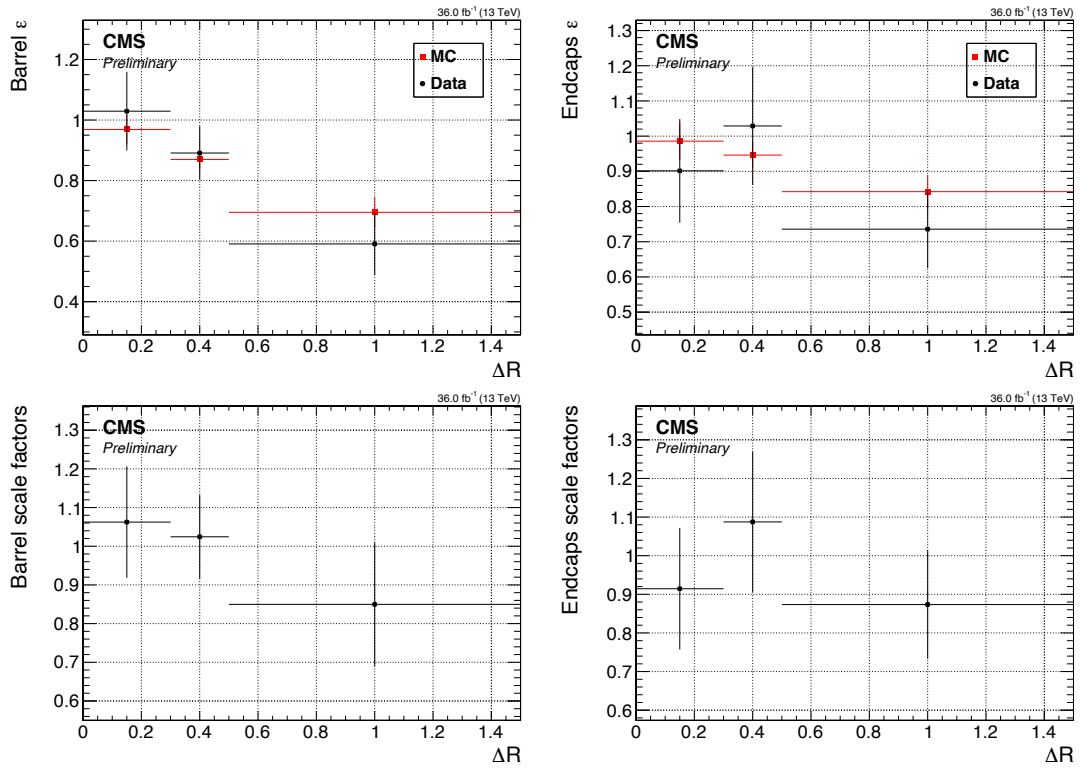 36.0 fb⁻¹ (13 TeV)
Barrel ε
CMS
Preliminary
MC
Data
1.2
1
0.8
0.6
0.4
0 0.2 0.4 0.6 0.8 1 1.2 1.4
ΔR
36.0 fb⁻¹ (13 TeV)
Endcaps ε
CMS
Preliminary
MC
Data
1.3
1.2
1.1
1
0.9
0.8
0.7
0.6
0.5
0 0.2 0.4 0.6 0.8 1 1.2 1.4
ΔR
36.0 fb⁻¹ (13 TeV)
Barrel scale factors
CMS
Preliminary
1.3
1.2
1.1
1
0.9
0.8
0.7
0.6
0 0.2 0.4 0.6 0.8 1 1.2 1.4
ΔR
36.0 fb⁻¹ (13 TeV)
Endcaps scale factors
CMS
Preliminary
1.3
1.2
1.1
1
0.9
0.8
0.7
0.6
0 0.2 0.4 0.6 0.8 1 1.2 1.4
ΔR